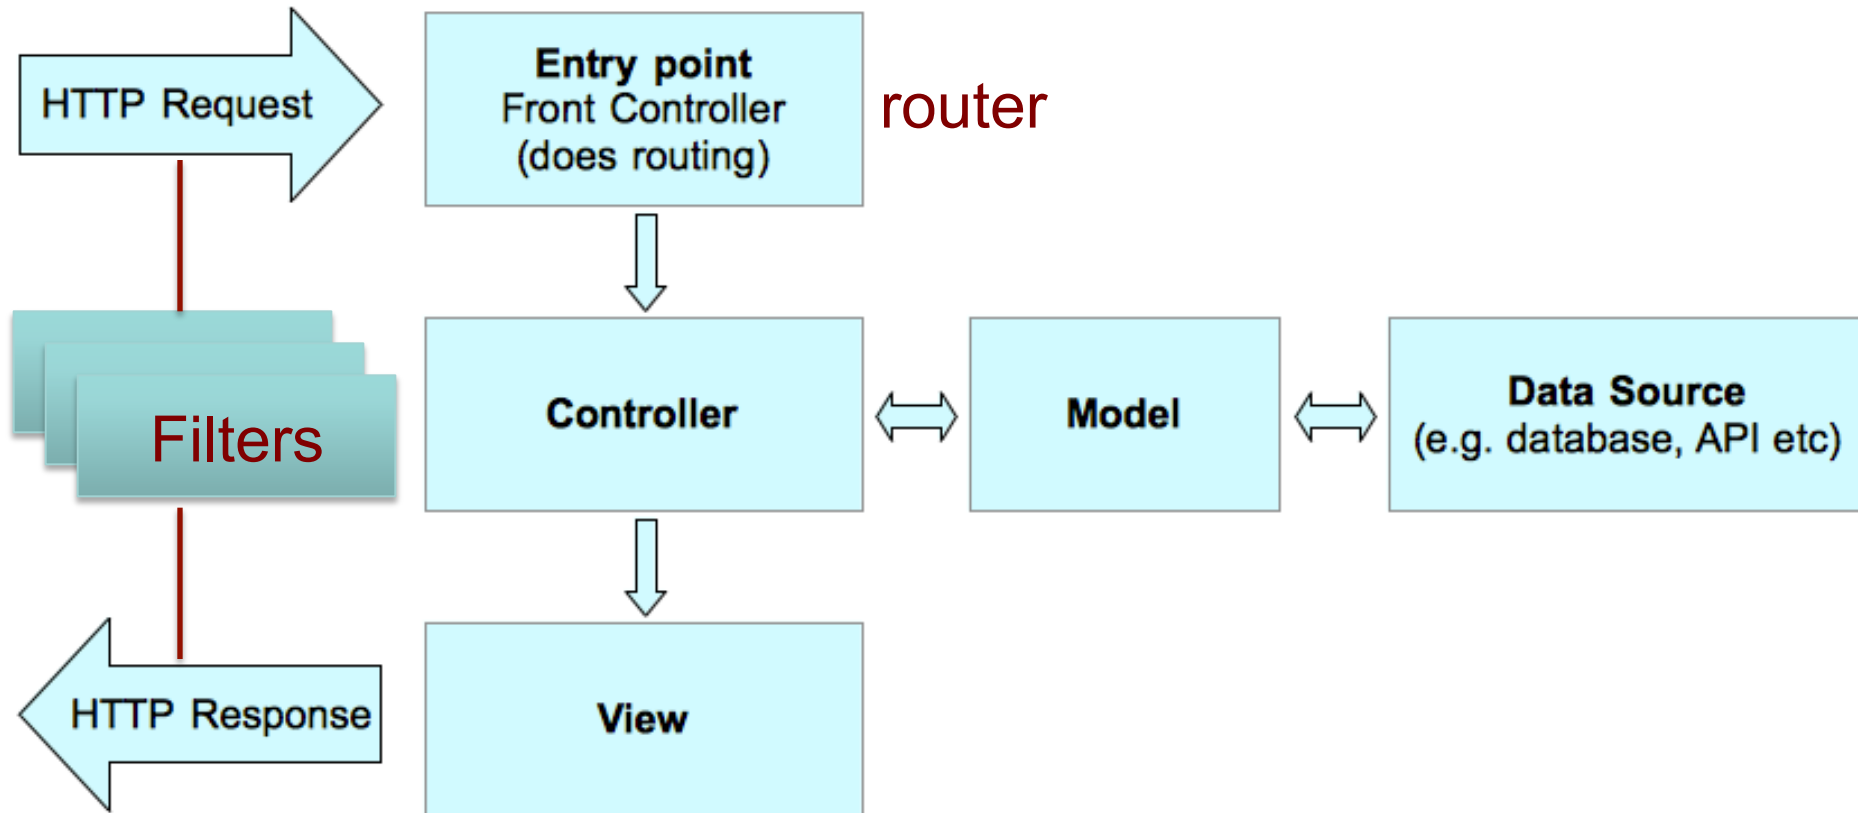 HTTP Request
Entry point
Front Controller
(does routing)
router
Filters
Controller
Model
Data Source
(e.g. database, API etc)
HTTP Response
View